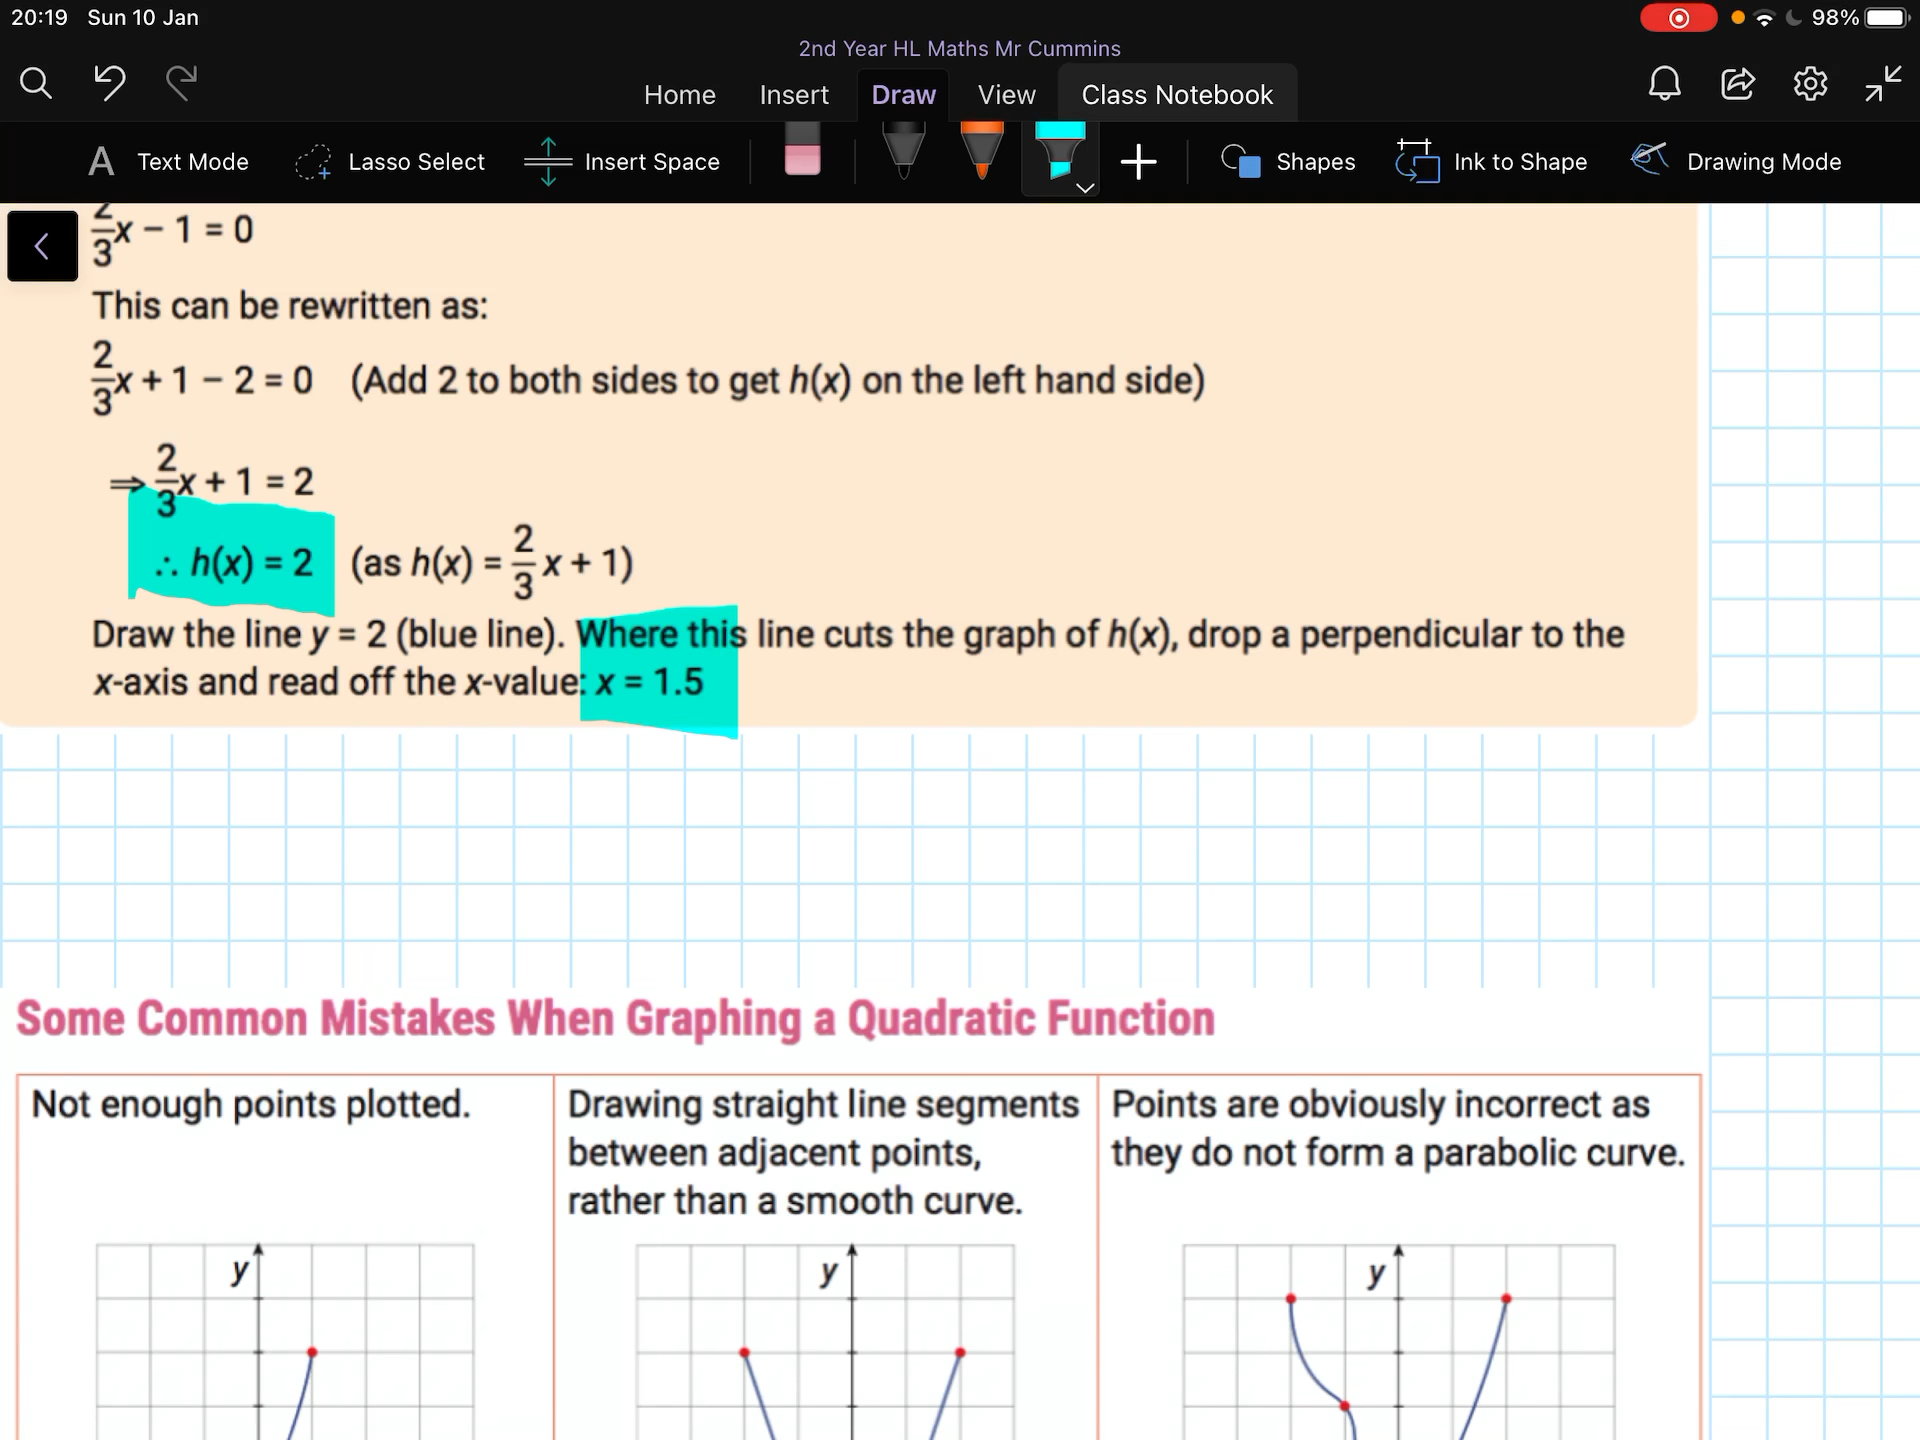 20:19 Sun 10 Jan
98%
2nd Year HL Maths Mr Cummins
Home Insert Draw View Class Notebook
A Text Mode Lasso Select Insert Space Shapes Ink to Shape Drawing Mode
2/3 x − 1 = 0
This can be rewritten as:
2/3 x + 1 − 2 = 0 (Add 2 to both sides to get h(x) on the left hand side)
⇒ 2/3 x + 1 = 2
∴ h(x) = 2 (as h(x) = 2/3 x + 1)
Draw the line y = 2 (blue line). Where this line cuts the graph of h(x), drop a perpendicular to the
x-axis and read off the x-value: x = 1.5
Some Common Mistakes When Graphing a Quadratic Function
Not enough points plotted.
Drawing straight line segments
between adjacent points,
rather than a smooth curve.
Points are obviously incorrect as
they do not form a parabolic curve.
y
y
y